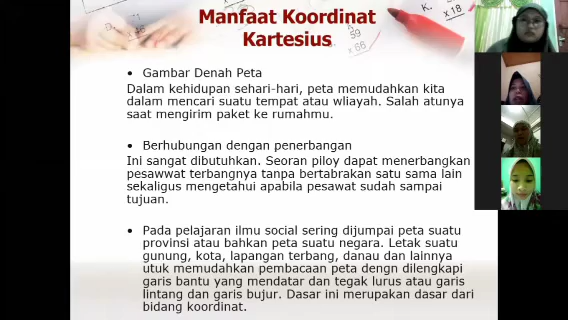 Manfaat Koordinat
Kartesius
• Gambar Denah Peta
Dalam kehidupan sehari-hari, peta memudahkan kita
dalam mencari suatu tempat atau wliayah. Salah atunya
saat mengirim paket ke rumahmu.
• Berhubungan dengan penerbangan
Ini sangat dibutuhkan. Seoran piloy dapat menerbangkan
pesawwat terbangnya tanpa bertabrakan satu sama lain
sekaligus mengetahui apabila pesawat sudah sampai
tujuan.
• Pada pelajaran ilmu social sering dijumpai peta suatu
provinsi atau bahkan peta suatu negara. Letak suatu
gunung, kota, lapangan terbang, danau dan lainnya
utuk memudahkan pembacaan peta dengn dilengkapi
garis bantu yang mendatar dan tegak lurus atau garis
lintang dan garis bujur. Dasar ini merupakan dasar dari
bidang koordinat.
K.
x 18
59
x 66